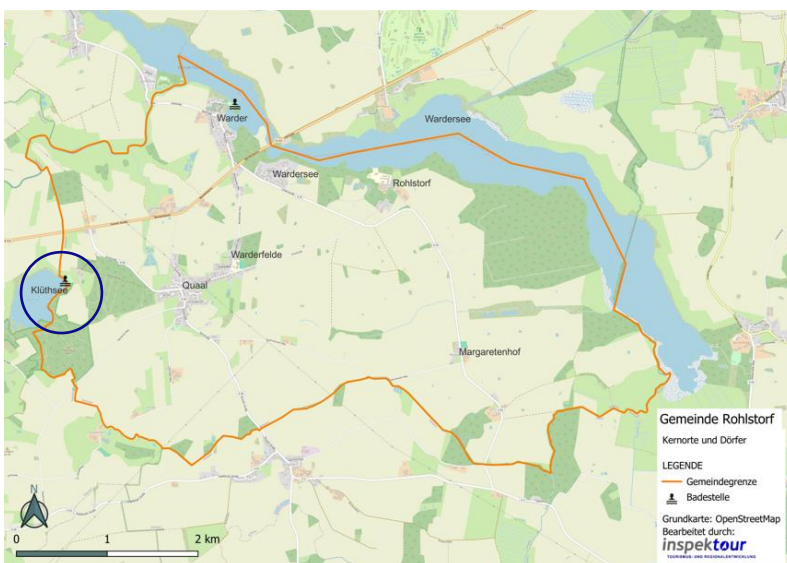 Warder
Wardersee
Wardersee
Rohlstorf
Warderfelde
Klüthsee
Quaal
Margaretenhof
Gemeinde Rohlstorf
Kernorte und Dörfer
LEGENDE
Gemeindegrenze
Badestelle
Grundkarte: OpenStreetMap
Bearbeitet durch:
inspektour
TOURISMUS- UND REGIONALENTWICKLUNG
N
0 1 2 km